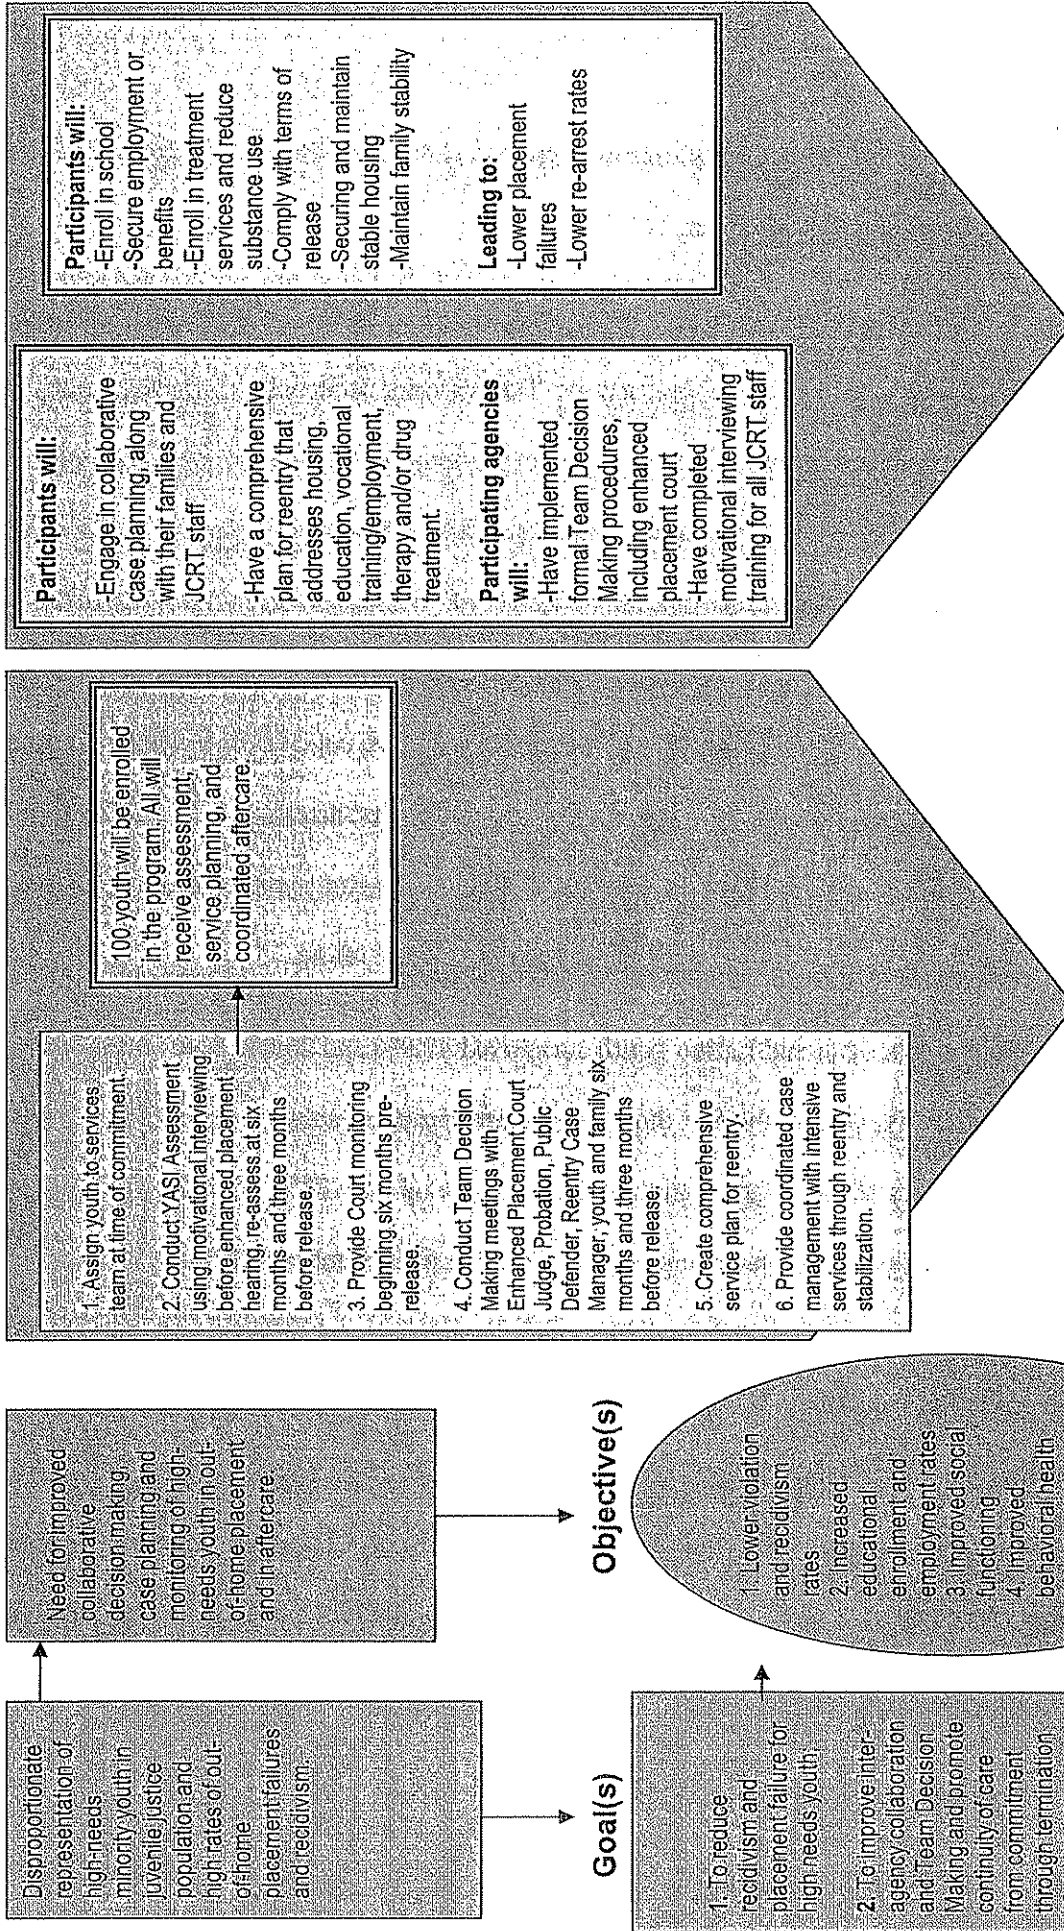 Disproportionate
representation of
high-needs
minority youth in
juvenile justice
population and
high rates of out-
of-home
placement failures
and recidivism.
Need for improved
collaborative
decision making,
case planning and
monitoring of high-
needs youth in out-
of-home placement
and in aftercare.
Goal(s)
1. To reduce
recidivism and
placement failure for
high needs youth;
2. To improve inter-
agency collaboration
and Team Decision
Making and promote
continuity of care
from commitment
through termination
Objective(s)
1. Lower violation
and recidivism
rates
2. Increased
educational
enrollment and
employment rates
3. Improved social
functioning
4. Improved
behavioral health
1. Assign youth to services
team at time of commitment.
2. Conduct YASI Assessment
using motivational interviewing
before enhanced placement
hearing, re-assess at six
months and three months
before release.
3. Provide Court monitoring
beginning six months pre-
release.
4. Conduct Team Decision
Making meetings with
Enhanced Placement Court
Judge, Probation, Public
Defender, Reentry Case
Manager, youth and family six
months and three months
before release.
5. Create comprehensive
service plan for reentry.
6. Provide coordinated case
management with intensive
services through reentry and
stabilization.
100 youth will be enrolled
in the program. All will
receive assessment,
service planning, and
coordinated aftercare.
Participants will:
-Engage in collaborative
case planning, along
with their families and
JCRT staff
-Have a comprehensive
plan for reentry that
addresses housing,
education, vocational
training/employment,
therapy and/or drug
treatment.
Participating agencies
will:
-Have implemented
formal Team Decision
Making procedures,
including enhanced
placement court
-Have completed
motivational interviewing
training for all JCRT staff
Participants will:
-Enroll in school
-Secure employment or
benefits
-Enroll in treatment
services and reduce
substance use
-Comply with terms of
release
-Securing and maintain
stable housing
-Maintain family stability
Leading to:
-Lower placement
failures
-Lower re-arrest rates